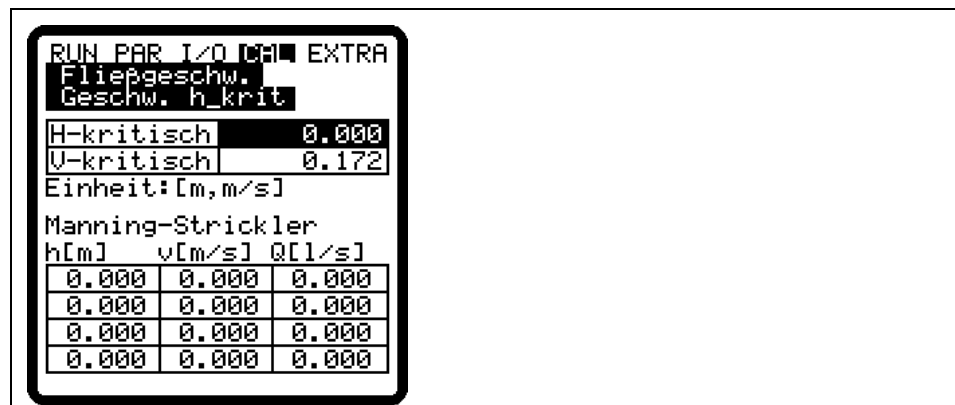 RUN PAR I/O CAL EXTRA
Fließgeschw.
Geschw. h_krit
H-kritisch 0.000
V-kritisch 0.172
Einheit:[m,m/s]
Manning-Strickler
h[m] v[m/s] Q[l/s]
0.000 0.000 0.000
0.000 0.000 0.000
0.000 0.000 0.000
0.000 0.000 0.000